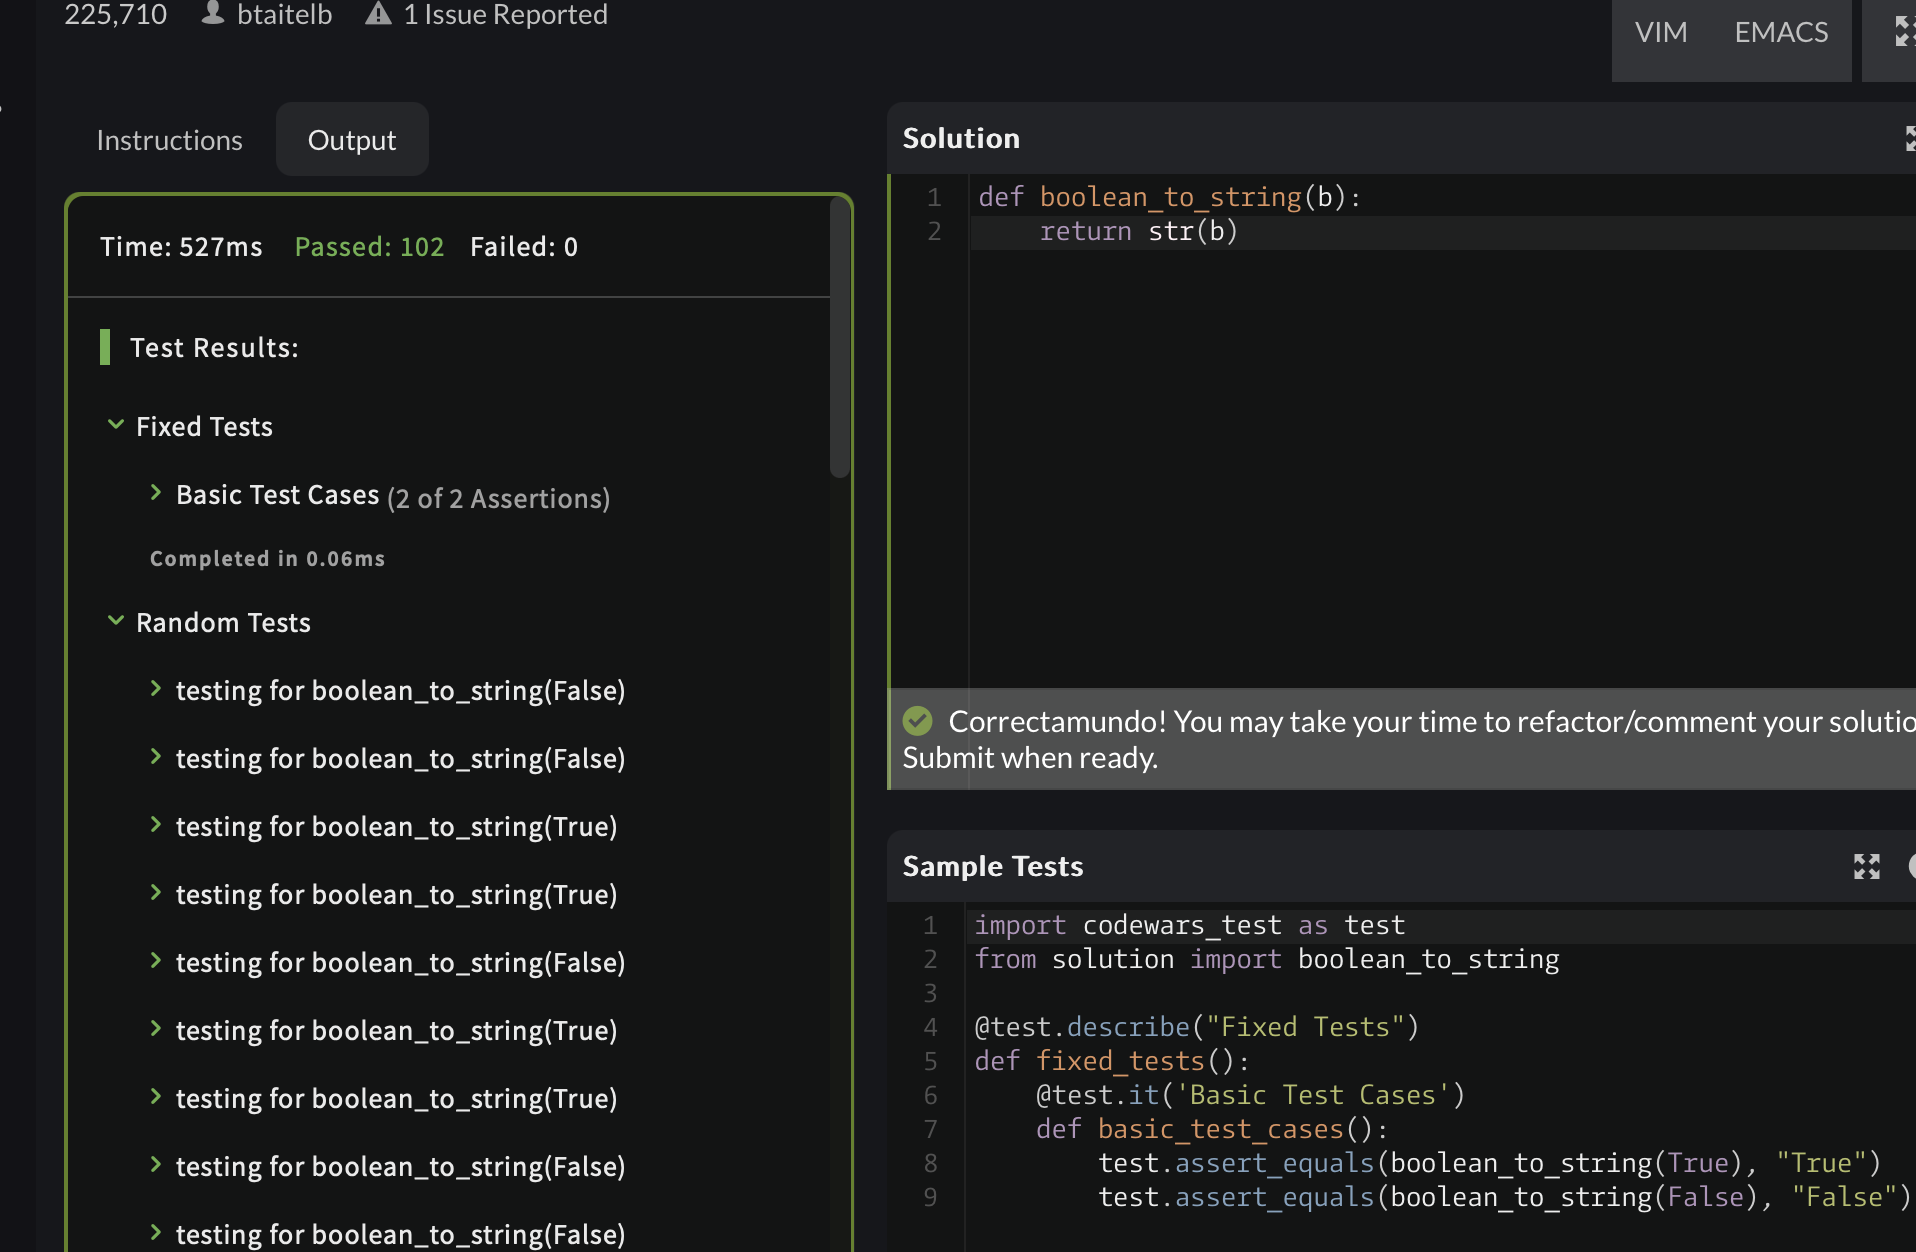 225,710 btaitelb 1 Issue Reported
VIM EMACS
Instructions Output
Time: 527ms Passed: 102 Failed: 0
Test Results:
Fixed Tests
Basic Test Cases (2 of 2 Assertions)
Completed in 0.06ms
Random Tests
testing for boolean_to_string(False)
testing for boolean_to_string(False)
testing for boolean_to_string(True)
testing for boolean_to_string(True)
testing for boolean_to_string(False)
testing for boolean_to_string(True)
testing for boolean_to_string(True)
testing for boolean_to_string(False)
testing for boolean_to_string(False)
Solution
1 def boolean_to_string(b):
2     return str(b)
Correctamundo! You may take your time to refactor/comment your solutio
Submit when ready.
Sample Tests
1 import codewars_test as test
2 from solution import boolean_to_string
3
4 @test.describe("Fixed Tests")
5 def fixed_tests():
6     @test.it('Basic Test Cases')
7     def basic_test_cases():
8         test.assert_equals(boolean_to_string(True), "True")
9         test.assert_equals(boolean_to_string(False), "False")